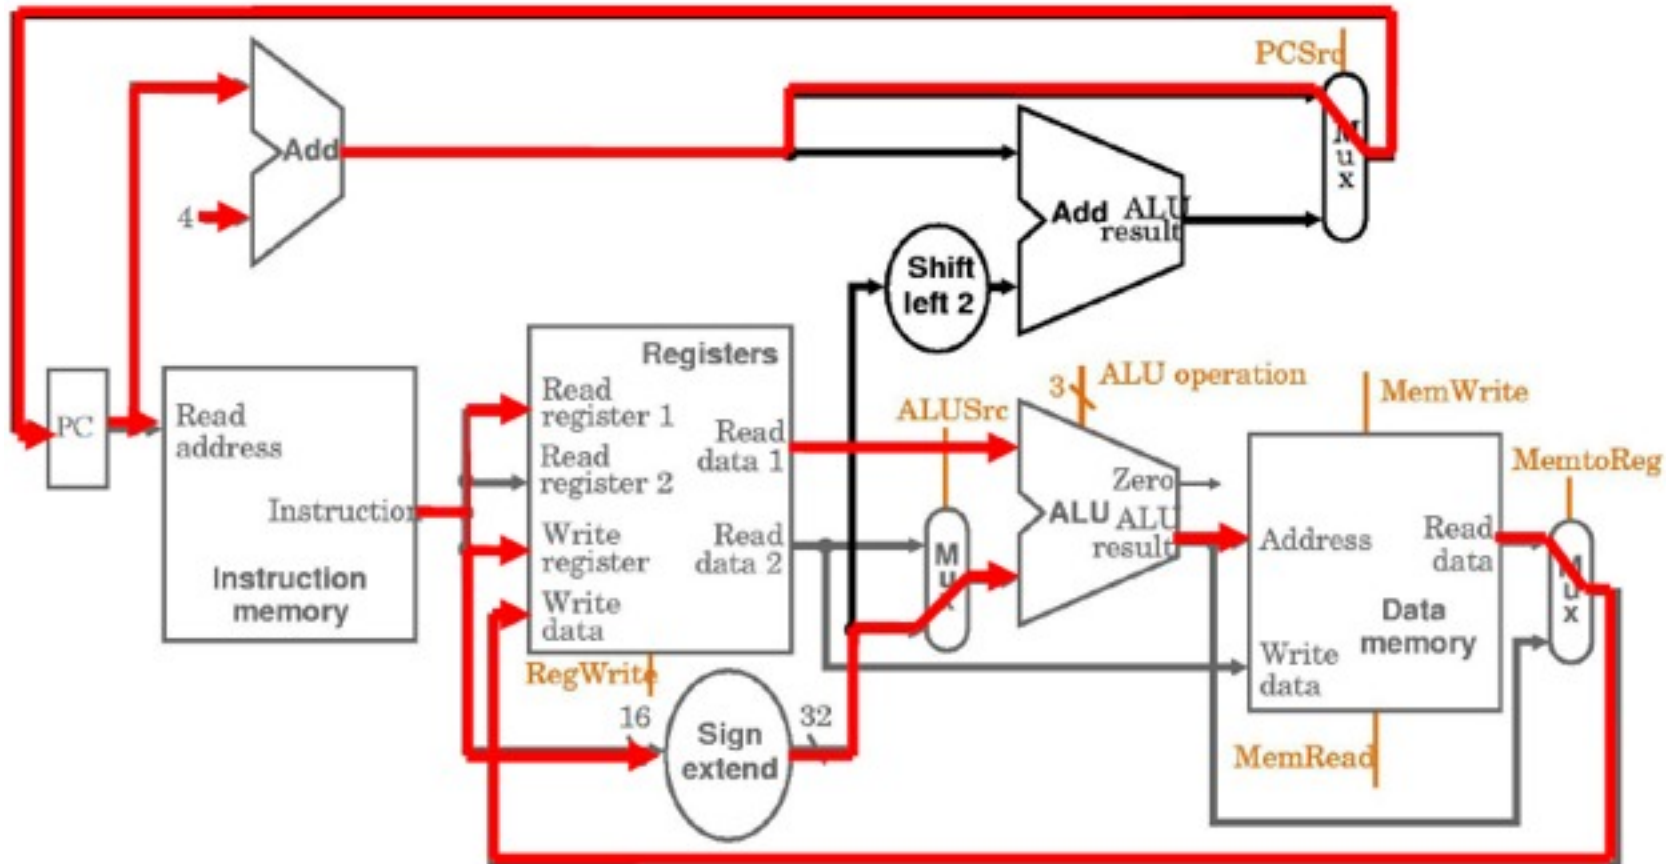 PCSrc
Add
4
M
u
x
Add
ALU
result
Shift
left 2
Registers
Read
register 1
Read
register 2
Write
register
Write
data
Read
data 1
Read
data 2
RegWrite
PC
Read
address
Instruction
Instruction
memory
ALUSrc
M
u
3
ALU operation
Zero
ALU
ALU
result
MemWrite
MemtoReg
Address
Read
data
Write
data
Data
memory
M
u
x
MemRead
16
Sign
extend
32